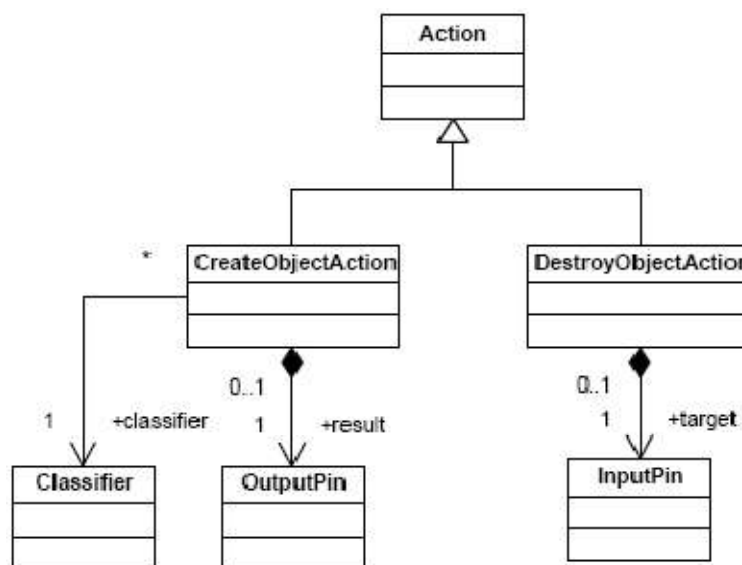 Action
* CreateObjectAction DestroyObjectAction
0..1 0..1
1 +classifier 1 +result 1 +target
Classifier OutputPin InputPin